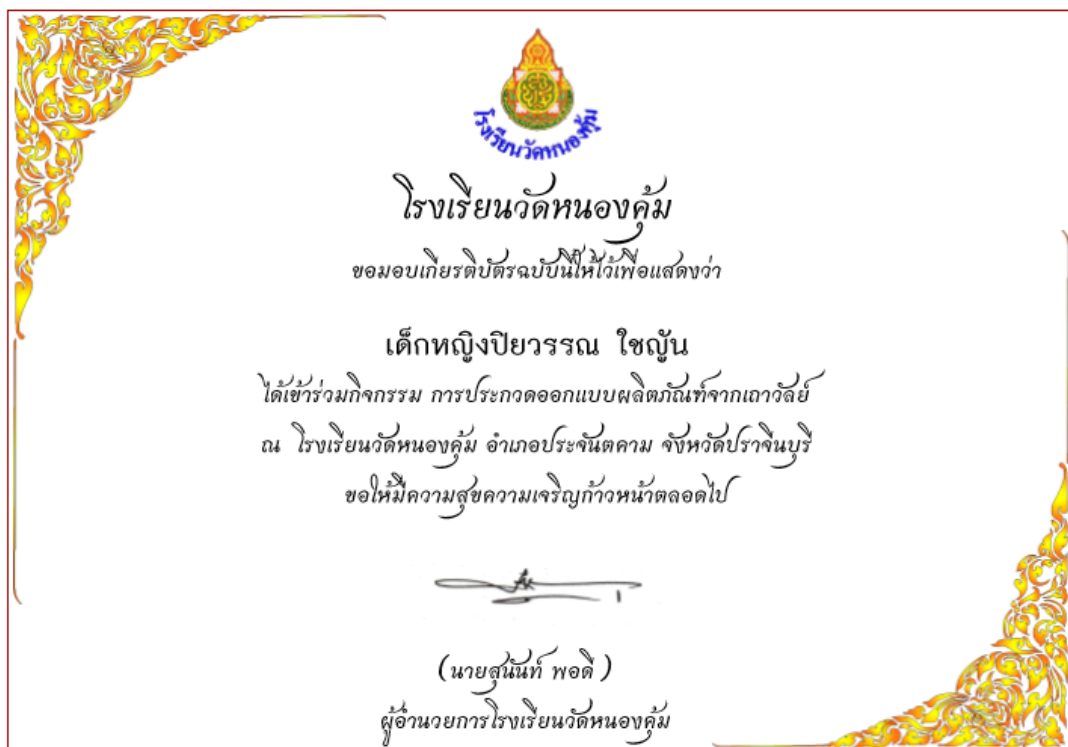 โรงเรียนวัดหนองคุ้ม
โรงเรียนวัดหนองคุ้ม
ขอมอบเกียรติบัตรฉบับนี้ให้ไว้เพื่อแสดงว่า
เด็กหญิงปิยวรรณ ใชญัน
ได้เข้าร่วมกิจกรรม การประกวดออกแบบผลิตภัณฑ์จากเถาวัลย์
ณ โรงเรียนวัดหนองคุ้ม อำเภอประจันตคาม จังหวัดปราจีนบุรี
ขอให้มีความสุขความเจริญก้าวหน้าตลอดไป
(นายสุนันท์ พอดี )
ผู้อำนวยการโรงเรียนวัดหนองคุ้ม